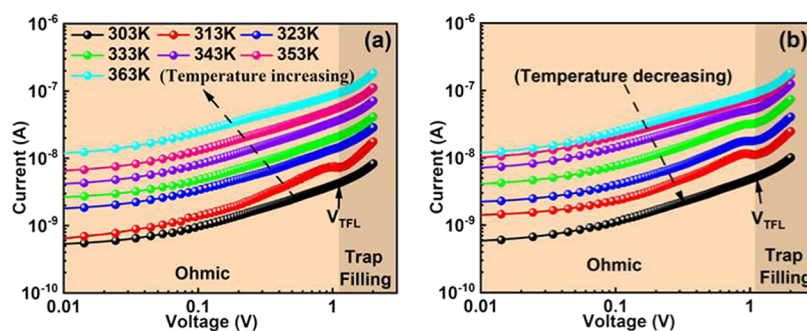 10⁻⁶
10⁻⁷
10⁻⁸
10⁻⁹
10⁻¹⁰
Current (A)
303K 313K 323K
333K 343K 353K
363K
(a)
(Temperature increasing)
V_TFL
Ohmic
Trap
Filling
0.01 0.1 1
Voltage (V)
10⁻⁶
10⁻⁷
10⁻⁸
10⁻⁹
10⁻¹⁰
Current (A)
(b)
(Temperature decreasing)
V_TFL
Ohmic
Trap
Filling
0.01 0.1 1
Voltage (V)